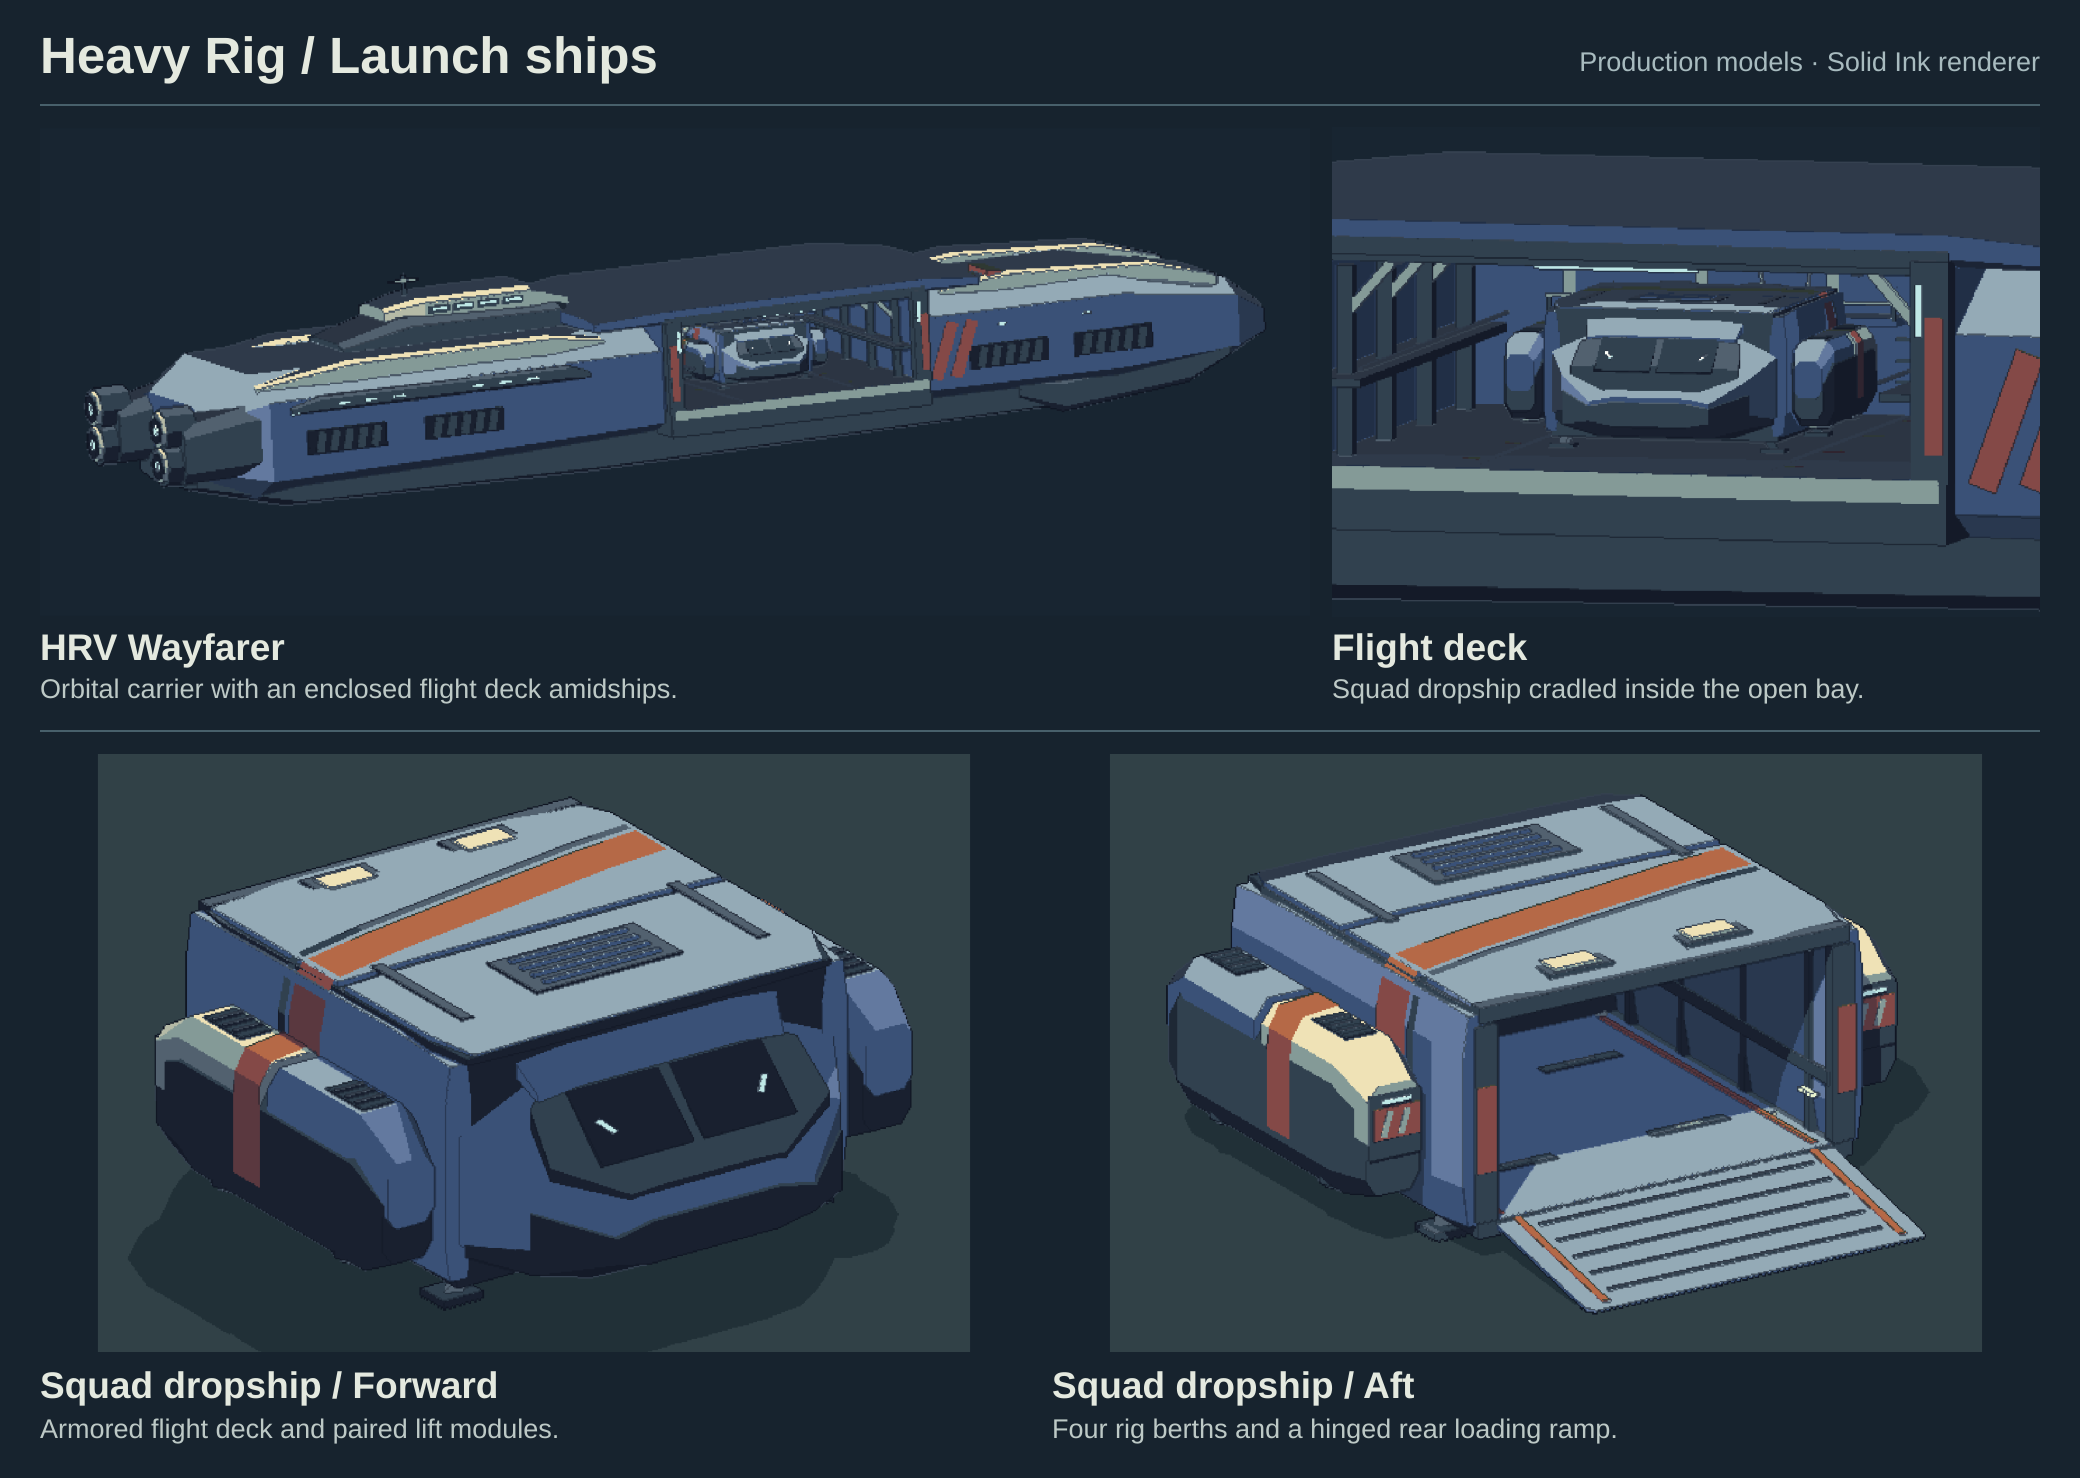 Heavy Rig / Launch ships
Production models · Solid Ink renderer
HRV Wayfarer
Orbital carrier with an enclosed flight deck amidships.
Flight deck
Squad dropship cradled inside the open bay.
Squad dropship / Forward
Armored flight deck and paired lift modules.
Squad dropship / Aft
Four rig berths and a hinged rear loading ramp.